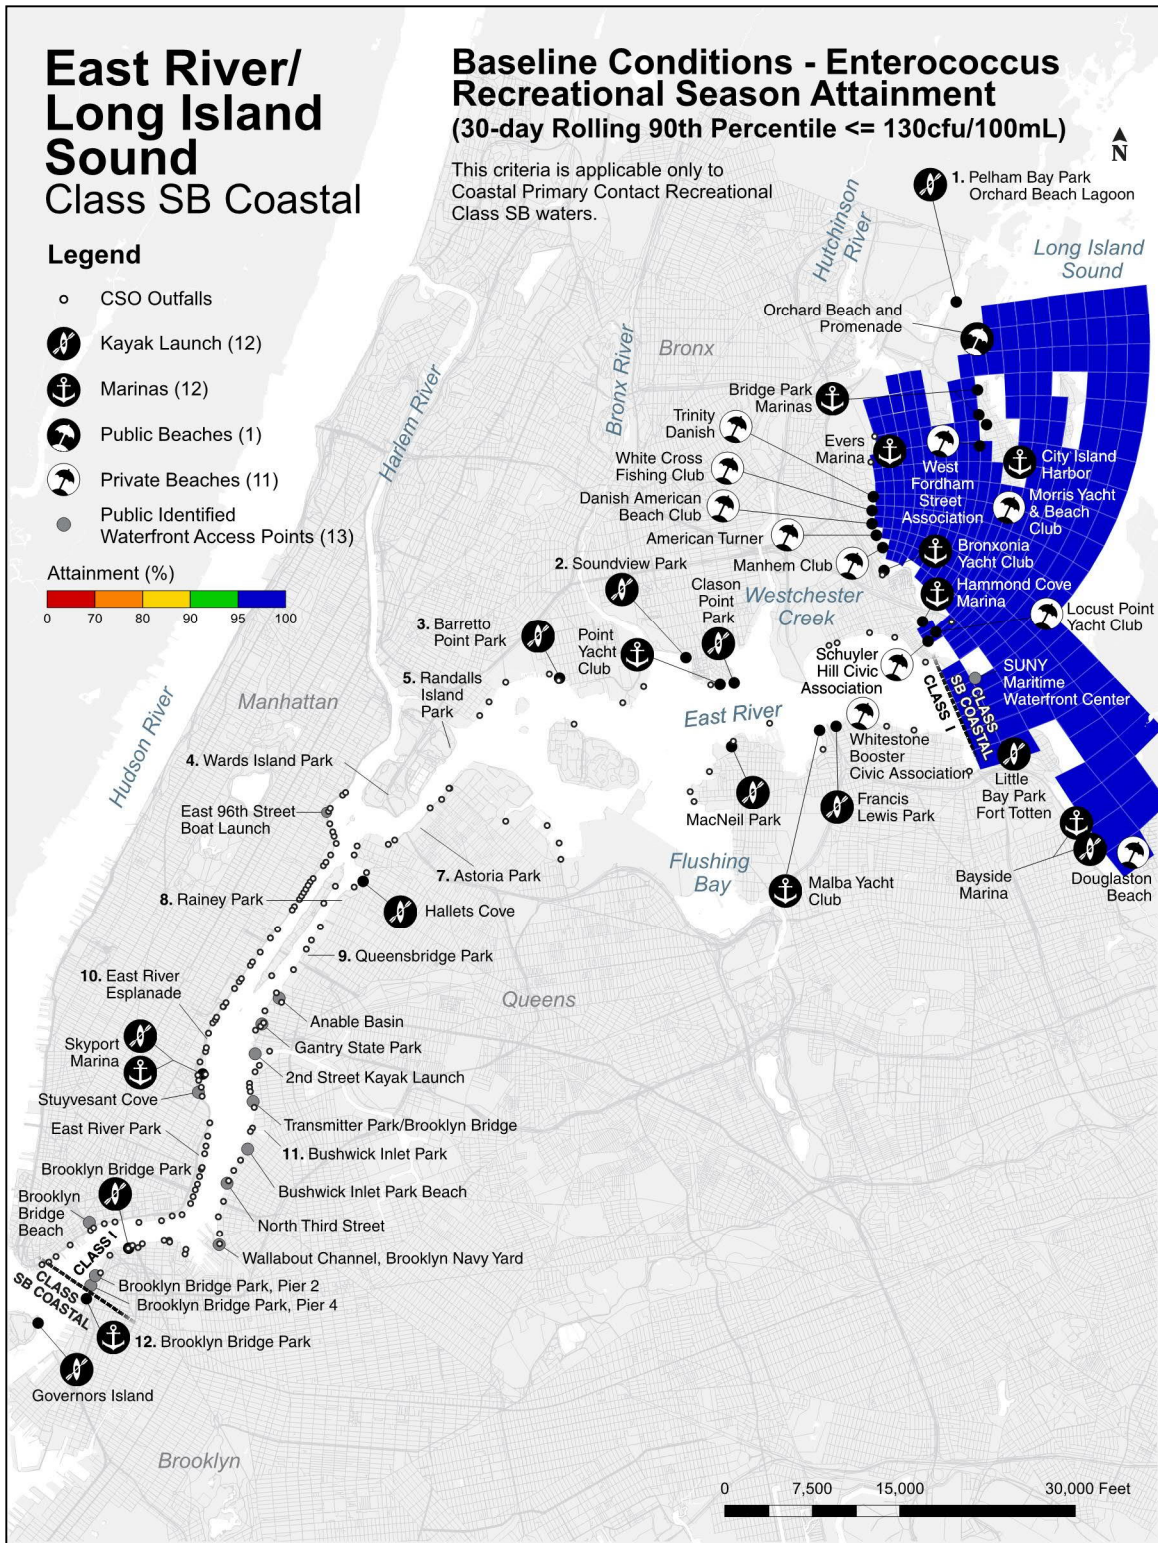 East River/
Long Island
Sound
Class SB Coastal
Baseline Conditions - Enterococcus
Recreational Season Attainment
(30-day Rolling 90th Percentile <= 130cfu/100mL)
This criteria is applicable only to
Coastal Primary Contact Recreational
Class SB waters.
N
Legend
CSO Outfalls
Kayak Launch (12)
Marinas (12)
Public Beaches (1)
Private Beaches (11)
Public Identified
Waterfront Access Points (13)
Attainment (%)
0 70 80 90 95 100
1. Pelham Bay Park
Orchard Beach Lagoon
Hutchinson
River
Long Island
Sound
Orchard Beach and
Promenade
Bronx
Bronx River
Harlem River
Bridge Park
Marinas
Trinity
Danish
Evers
Marina
White Cross
Fishing Club
West
Fordham
Street
Association
City Island
Harbor
Morris Yacht
& Beach
Club
Danish American
Beach Club
American Turner
Manhem Club
Bronxonia
Yacht Club
2. Soundview Park
Clason
Point
Park
Westchester
Creek
Hammond Cove
Marina
Locust Point
Yacht Club
3. Barretto
Point Park
Point
Yacht
Club
Schuyler
Hill Civic
Association
SUNY
Maritime
Waterfront Center
CLASS I
CLASS
SB COASTAL
5. Randalls
Island
Park
Manhattan
Hudson River
East River
Whitestone
Booster
Civic Association
Little
Bay Park
Fort Totten
4. Wards Island Park
East 96th Street
Boat Launch
MacNeil Park
Francis
Lewis Park
Flushing
Bay
7. Astoria Park
Malba Yacht
Club
Bayside
Marina
Douglaston
Beach
8. Rainey Park
Hallets Cove
9. Queensbridge Park
10. East River
Esplanade
Queens
Anable Basin
Skyport
Marina
Gantry State Park
2nd Street Kayak Launch
Stuyvesant Cove
Transmitter Park/Brooklyn Bridge
East River Park
11. Bushwick Inlet Park
Brooklyn Bridge Park
Bushwick Inlet Park Beach
Brooklyn
Bridge
Beach
North Third Street
Wallabout Channel, Brooklyn Navy Yard
CLASS I
CLASS
SB COASTAL
Brooklyn Bridge Park, Pier 2
Brooklyn Bridge Park, Pier 4
12. Brooklyn Bridge Park
Governors Island
Brooklyn
0 7,500 15,000 30,000 Feet